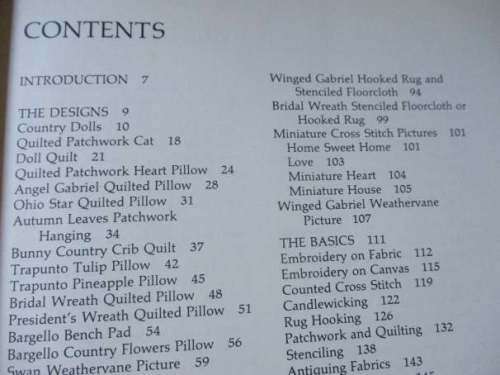 CONTENTS
INTRODUCTION 7
THE DESIGNS 9
Country Dolls 10
Quilted Patchwork Cat 18
Doll Quilt 21
Quilted Patchwork Heart Pillow 24
Angel Gabriel Quilted Pillow 28
Ohio Star Quilted Pillow 31
Autumn Leaves Patchwork
Hanging 34
Bunny Country Crib Quilt 37
Trapunto Tulip Pillow 42
Trapunto Pineapple Pillow 45
Bridal Wreath Quilted Pillow 48
President's Wreath Quilted Pillow 51
Bargello Bench Pad 54
Bargello Country Flowers Pillow 56
Swan Weathervane Picture 59
Winged Gabriel Hooked Rug and
Stenciled Floorcloth 94
Bridal Wreath Stenciled Floorcloth or
Hooked Rug 99
Miniature Cross Stitch Pictures 101
Home Sweet Home 101
Love 103
Miniature Heart 104
Miniature House 105
Winged Gabriel Weathervane
Picture 107
THE BASICS 111
Embroidery on Fabric 112
Embroidery on Canvas 115
Counted Cross Stitch 119
Candlewicking 122
Rug Hooking 126
Patchwork and Quilting 132
Stenciling 138
Antiquing Fabrics 143